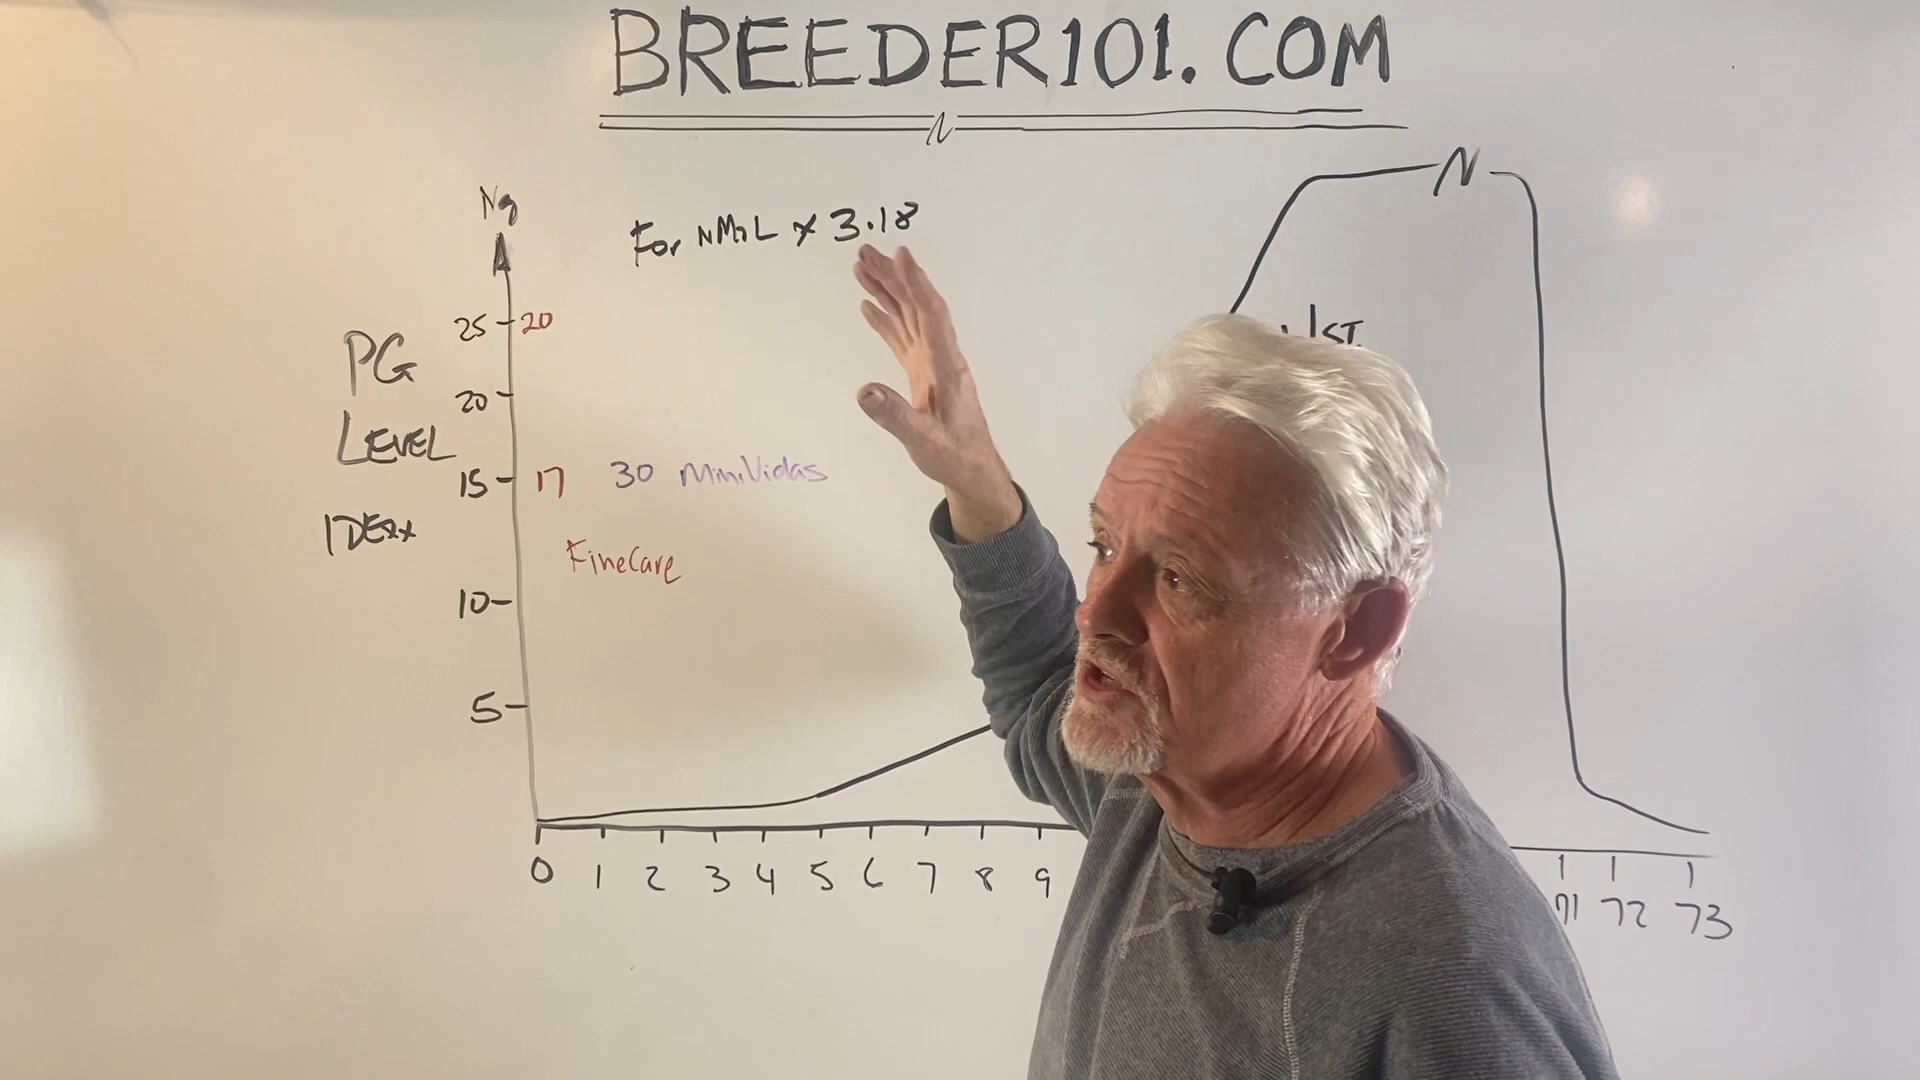 BREEDER101.COM
Ng
For NMoL x 3.18
25 20
1ST.
PG
LEVEL
IDEXX
20
15 17 30 MiniVidas
FineCare
10
5
0 1 2 3 4 5 6 7 8 9 71 72 73